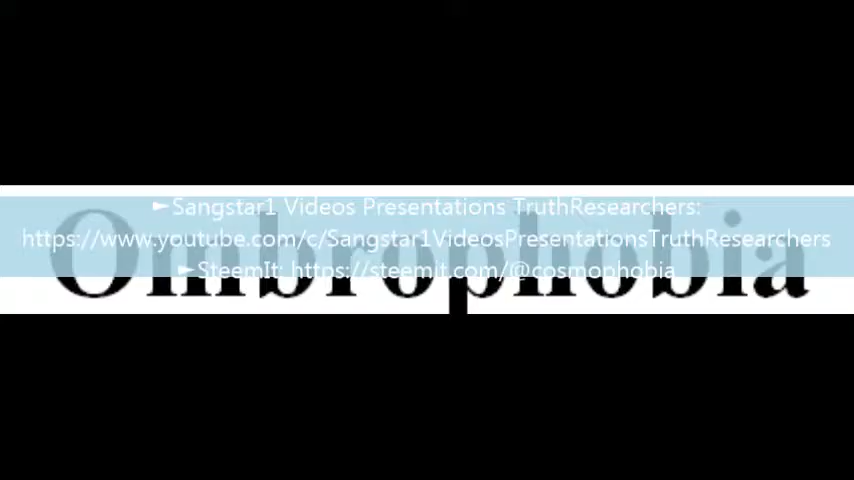 ►Sangstar1 Videos Presentations TruthResearchers:
https://www.youtube.com/c/Sangstar1VideosPresentationsTruthResearchers
►SteemIt: https://steemit.com/@cosmophobia
Ombrophobia